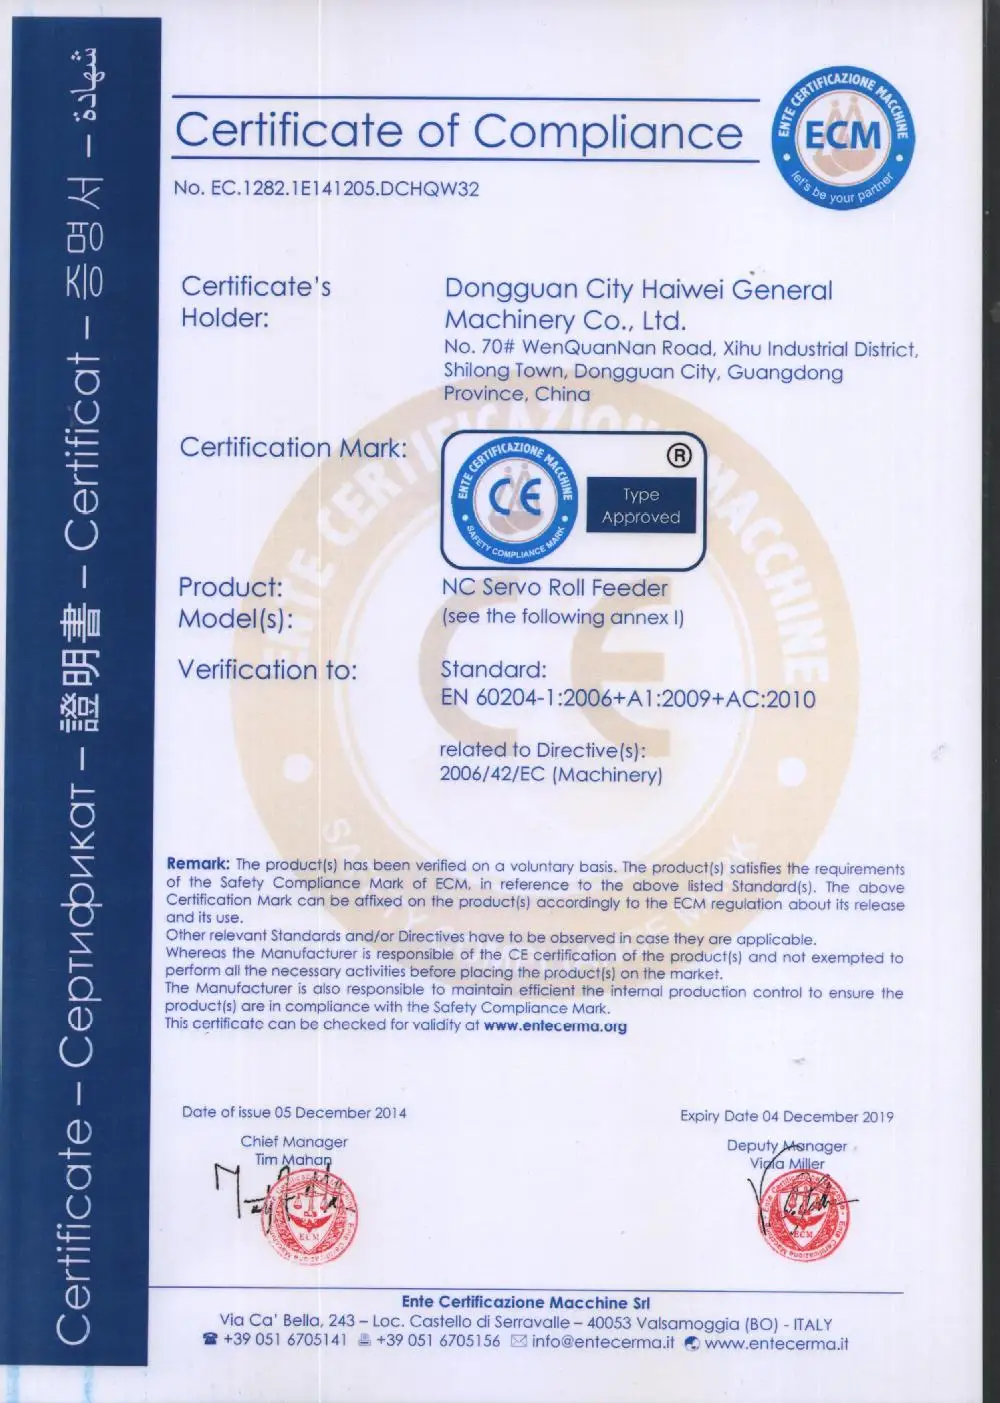 Certificate – Сертификат – 證明書 – Certificat – 증명서 – شهادة
Certificate of Compliance
ENTE CERTIFICAZIONE MACCHINE
ECM
let's be your partner
No. EC.1282.1E141205.DCHQW32
Certificate's
Holder:
Dongguan City Haiwei General
Machinery Co., Ltd.
No. 70# WenQuanNan Road, Xihu Industrial District,
Shilong Town, Dongguan City, Guangdong
Province, China
Certification Mark:
ENTE CERTIFICAZIONE MACCHINE
CE
SAFETY COMPLIANCE MARK
®
Type
Approved
Product:
NC Servo Roll Feeder
Model(s):
(see the following annex I)
Verification to:
Standard:
EN 60204-1:2006+A1:2009+AC:2010
related to Directive(s):
2006/42/EC (Machinery)
Remark: The product(s) has been verified on a voluntary basis. The product(s) satisfies the requirements
of the Safety Compliance Mark of ECM, in reference to the above listed Standard(s). The above
Certification Mark can be affixed on the product(s) accordingly to the ECM regulation about its release
and its use.
Other relevant Standards and/or Directives have to be observed in case they are applicable.
Whereas the Manufacturer is responsible of the CE certification of the product(s) and not exempted to
perform all the necessary activities before placing the product(s) on the market.
The Manufacturer is also responsible to maintain efficient the internal production control to ensure the
product(s) are in compliance with the Safety Compliance Mark.
This certificate can be checked for validity at www.entecerma.org
Date of issue 05 December 2014
Expiry Date 04 December 2019
Chief Manager
Tim Mahan
Deputy Manager
Viola Miller
ECM
ECM
Ente Certificazione Macchine Srl
Via Ca' Bella, 243 – Loc. Castello di Serravalle – 40053 Valsamoggia (BO) - ITALY
+39 051 6705141 +39 051 6705156 info@entecerma.it www.entecerma.it